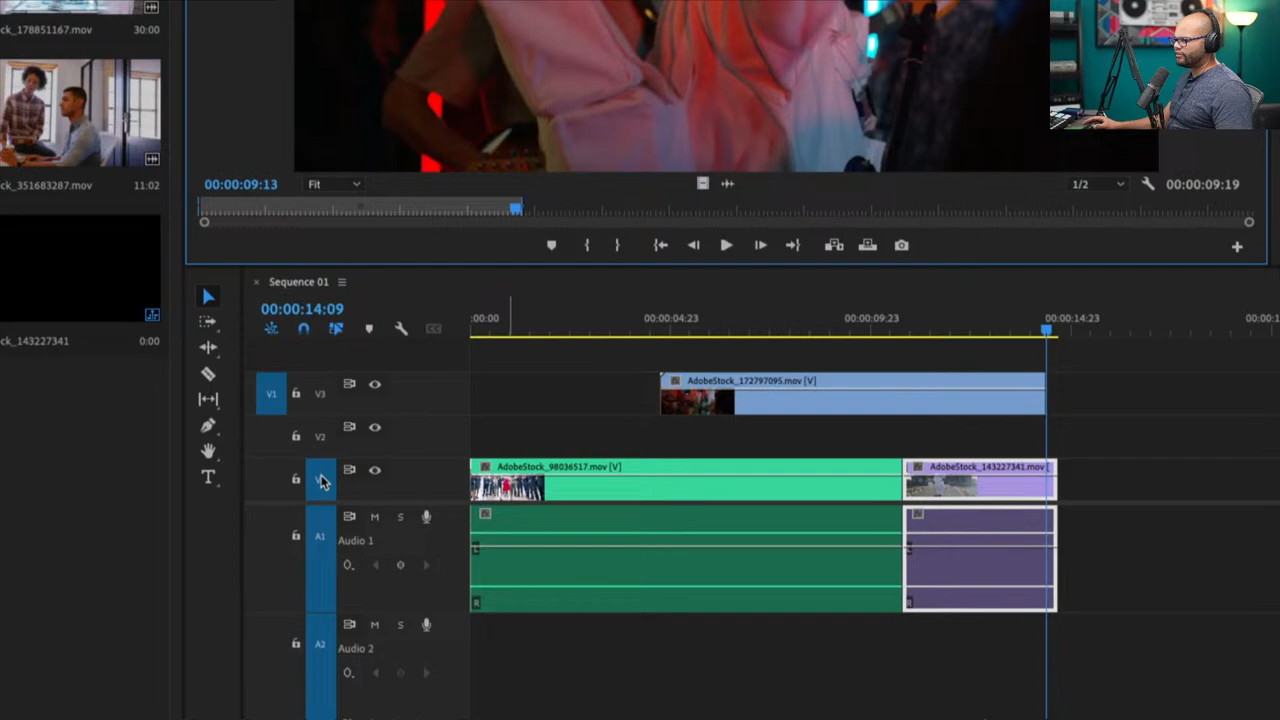 ck_178851167.mov 30:00
ck_351683287.mov 11:02
ck_143227341 0:00
00:00:09:13 Fit 1/2 00:00:09:19
Sequence 01
00:00:14:09
:00:00 00:00:04:23 00:00:09:23 00:00:14:23 00:00:1
V1 V3 AdobeStock_172797095.mov [V]
V2
AdobeStock_98036517.mov [V] AdobeStock_143227341.mov [
A1 M S
Audio 1
L
R R
A2 M S
Audio 2
T